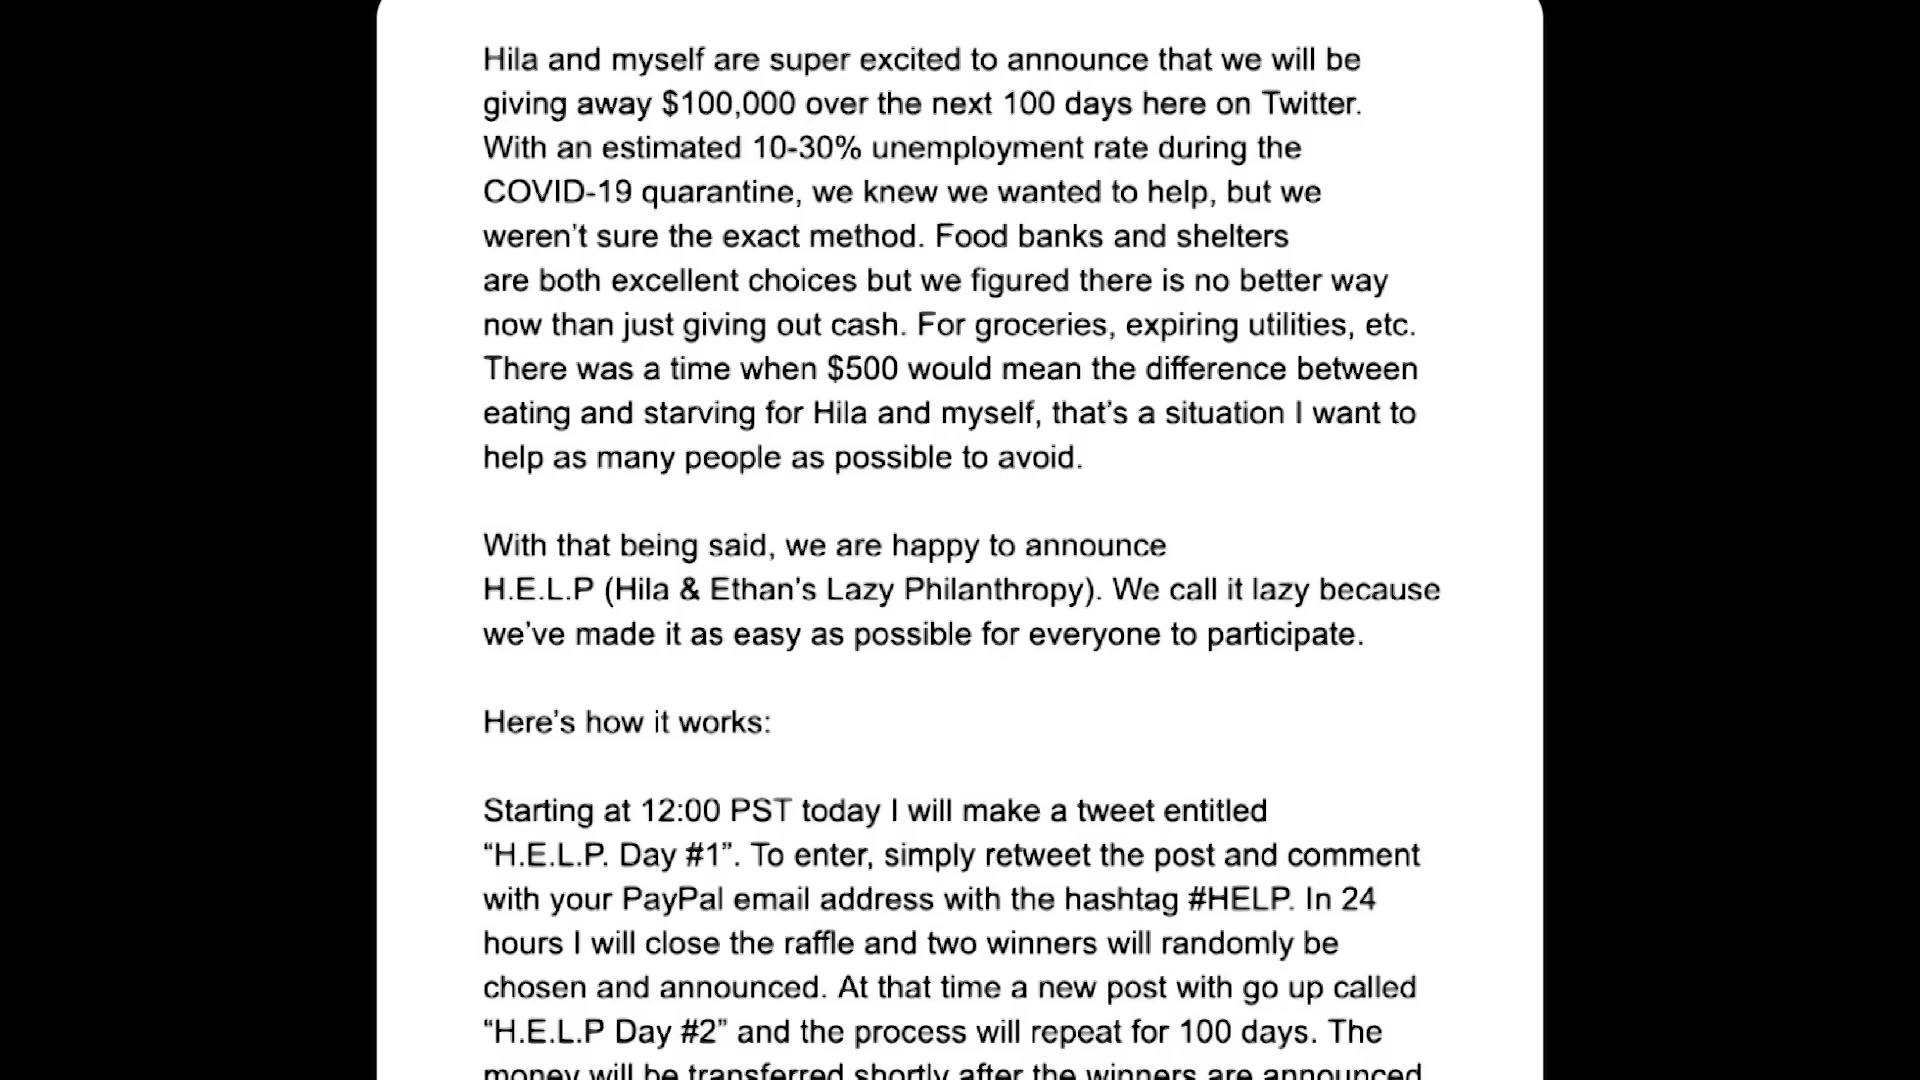 Hila and myself are super excited to announce that we will be
giving away $100,000 over the next 100 days here on Twitter.
With an estimated 10-30% unemployment rate during the
COVID-19 quarantine, we knew we wanted to help, but we
weren’t sure the exact method. Food banks and shelters
are both excellent choices but we figured there is no better way
now than just giving out cash. For groceries, expiring utilities, etc.
There was a time when $500 would mean the difference between
eating and starving for Hila and myself, that’s a situation I want to
help as many people as possible to avoid.
With that being said, we are happy to announce
H.E.L.P (Hila & Ethan’s Lazy Philanthropy). We call it lazy because
we’ve made it as easy as possible for everyone to participate.
Here’s how it works:
Starting at 12:00 PST today I will make a tweet entitled
“H.E.L.P. Day #1”. To enter, simply retweet the post and comment
with your PayPal email address with the hashtag #HELP. In 24
hours I will close the raffle and two winners will randomly be
chosen and announced. At that time a new post with go up called
“H.E.L.P Day #2” and the process will repeat for 100 days. The
money will be transferred shortly after the winners are announced